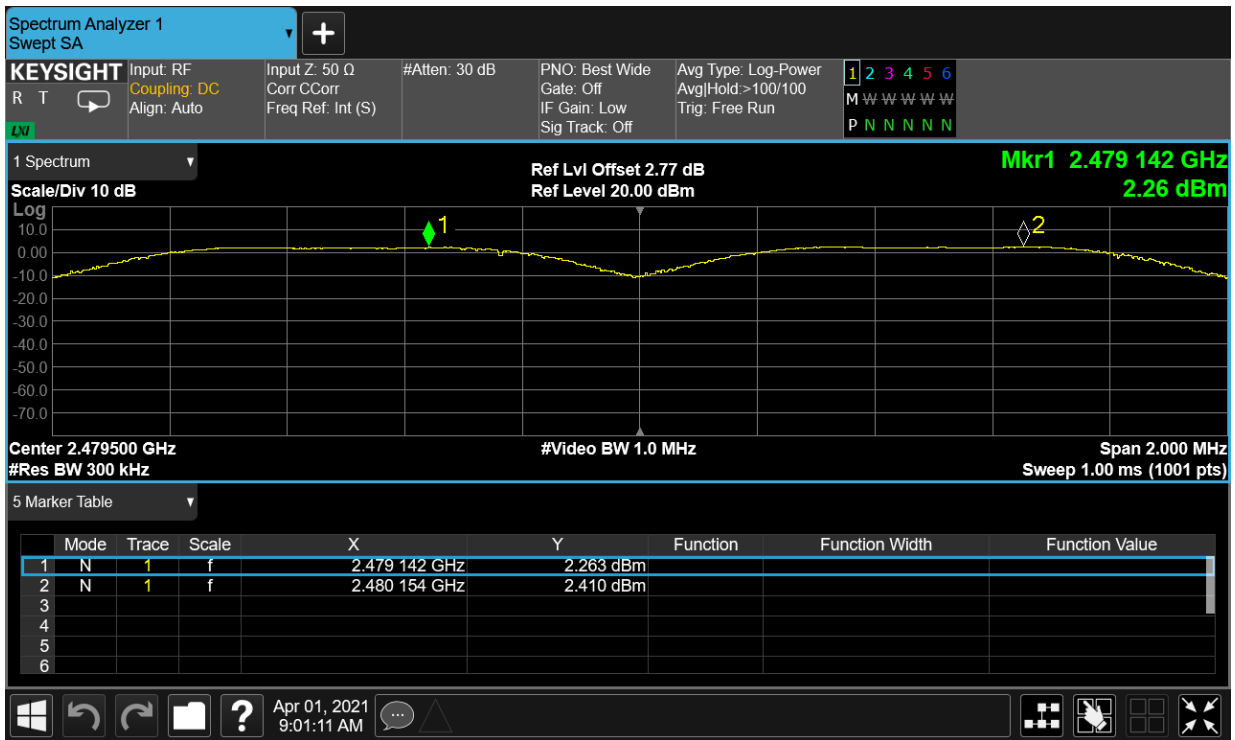 Spectrum Analyzer 1
Swept SA
KEYSIGHT
R T
LXI
Input: RF
Coupling: DC
Align: Auto
Input Z: 50 Ω
Corr CCorr
Freq Ref: Int (S)
#Atten: 30 dB
PNO: Best Wide
Gate: Off
IF Gain: Low
Sig Track: Off
Avg Type: Log-Power
Avg|Hold:>100/100
Trig: Free Run
1 2 3 4 5 6
M W W W W W
P N N N N N
1 Spectrum
Scale/Div 10 dB
Ref Lvl Offset 2.77 dB
Ref Level 20.00 dBm
Mkr1 2.479 142 GHz
2.26 dBm
Log
10.0
0.00
-10.0
-20.0
-30.0
-40.0
-50.0
-60.0
-70.0
1
2
Center 2.479500 GHz
#Res BW 300 kHz
#Video BW 1.0 MHz
Span 2.000 MHz
Sweep 1.00 ms (1001 pts)
5 Marker Table
Mode Trace Scale X Y Function Function Width Function Value
1 N 1 f 2.479 142 GHz 2.263 dBm
2 N 1 f 2.480 154 GHz 2.410 dBm
3
4
5
6
?
Apr 01, 2021
9:01:11 AM